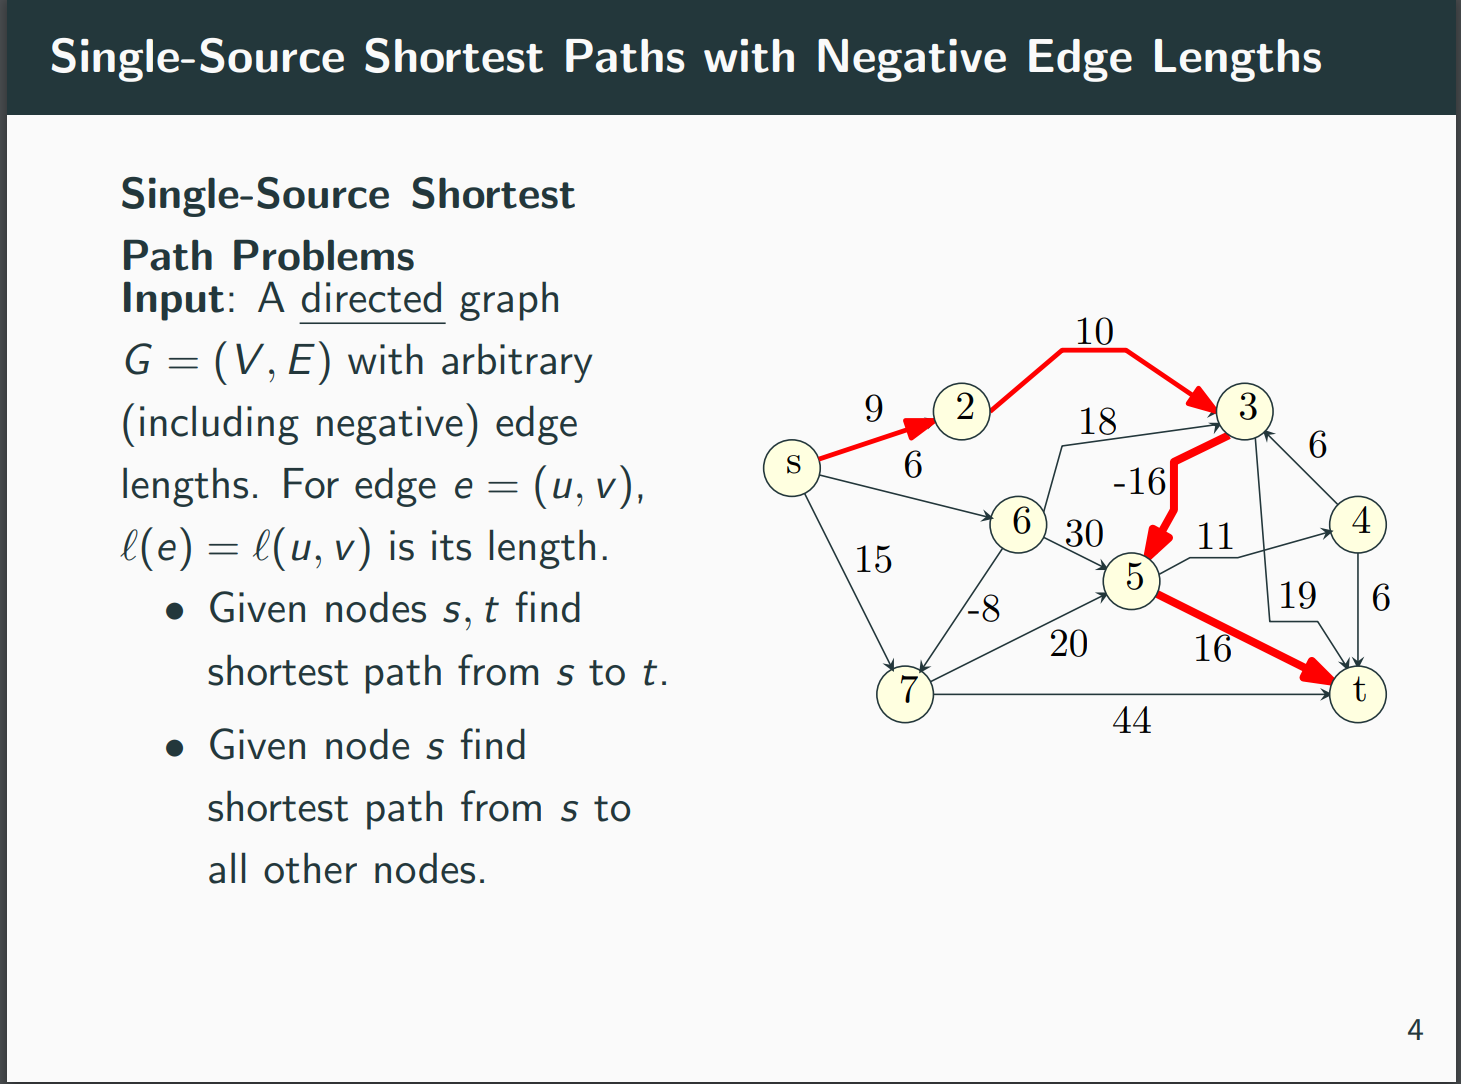 Single-Source Shortest Paths with Negative Edge Lengths
Single-Source Shortest
Path Problems
Input: A directed graph
G = (V, E) with arbitrary
(including negative) edge
lengths. For edge e = (u, v),
ℓ(e) = ℓ(u, v) is its length.
• Given nodes s, t find
shortest path from s to t.
• Given node s find
shortest path from s to
all other nodes.
10
9
2
3
18
6
s
6
-16
6
30
11
4
15
5
-8
19
6
20
16
7
t
44
4